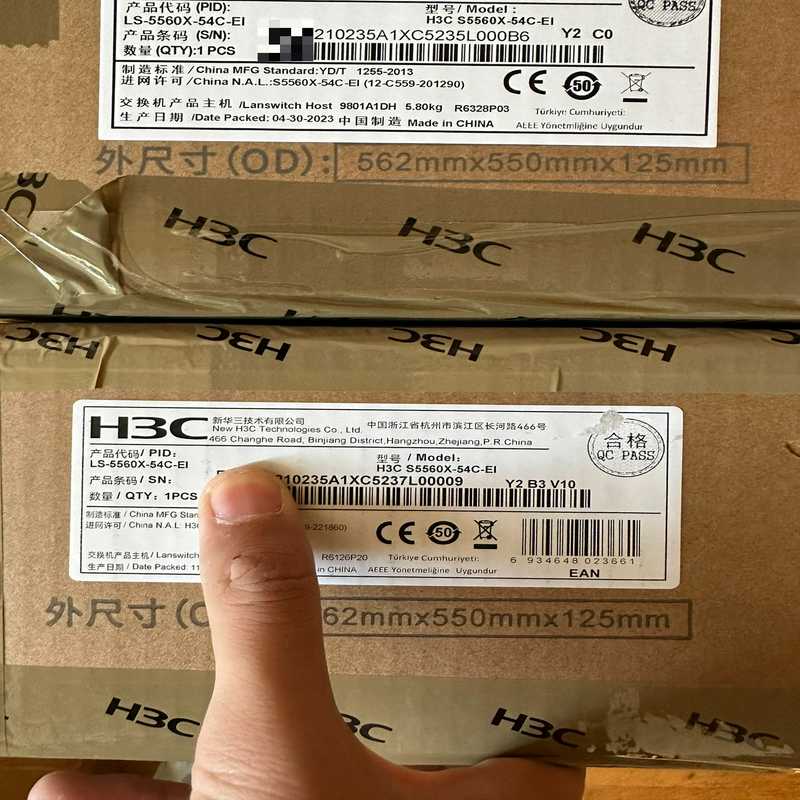 产品代码(PID): 型号/ Model:
LS-5560X-54C-EI H3C S5560X-54C-EI
产品条码(S/N): 210235A1XC5235L000B6 Y2 C0
数量(QTY):1 PCS
QC PASS
制造标准/China MFG Standard:YD/T 1255-2013
进网许可/China N.A.L.:S5560X-54C-EI (12-C559-201290)
CE 50
交换机产品主机 /Lanswitch Host 9801A1DH 5.80kg R6328P03
Türkiye Cumhuriyeti:
生产日期 /Date Packed: 04-30-2023 中国制造 Made in CHINA
AEEE Yönetmliğine Uygundur
外尺寸(OD): 562mmx550mmx125mm
H3C H3C H3C
H3C H3C H3C H3C
H3C 新华三技术有限公司
New H3C Technologies Co., Ltd. 中国浙江省杭州市滨江区长河路466号
466 Changhe Road, Binjiang District,Hangzhou,Zhejiang,P.R.China
合格
QC PASS
产品代码/ PID: 型号/ Model:
LS-5560X-54C-EI H3C S5560X-54C-EI
产品条码/ SN: 210235A1XC5237L00009 Y2 B3 V10
数量/ QTY: 1PCS
制造标准/ China MFG
进网许可/ China N.A.L: -221860)
CE 50
交换机产品主机/ Lanswitch R6126P20 Türkiye Cumhuriyeti:
生产日期/ Date Packed: 11 in CHINA. AEEE Yönetmeliğine Uygundur
6 934648 023661
EAN
外尺寸(O 62mmx550mmx125mm
H3C H3C H3C H3C